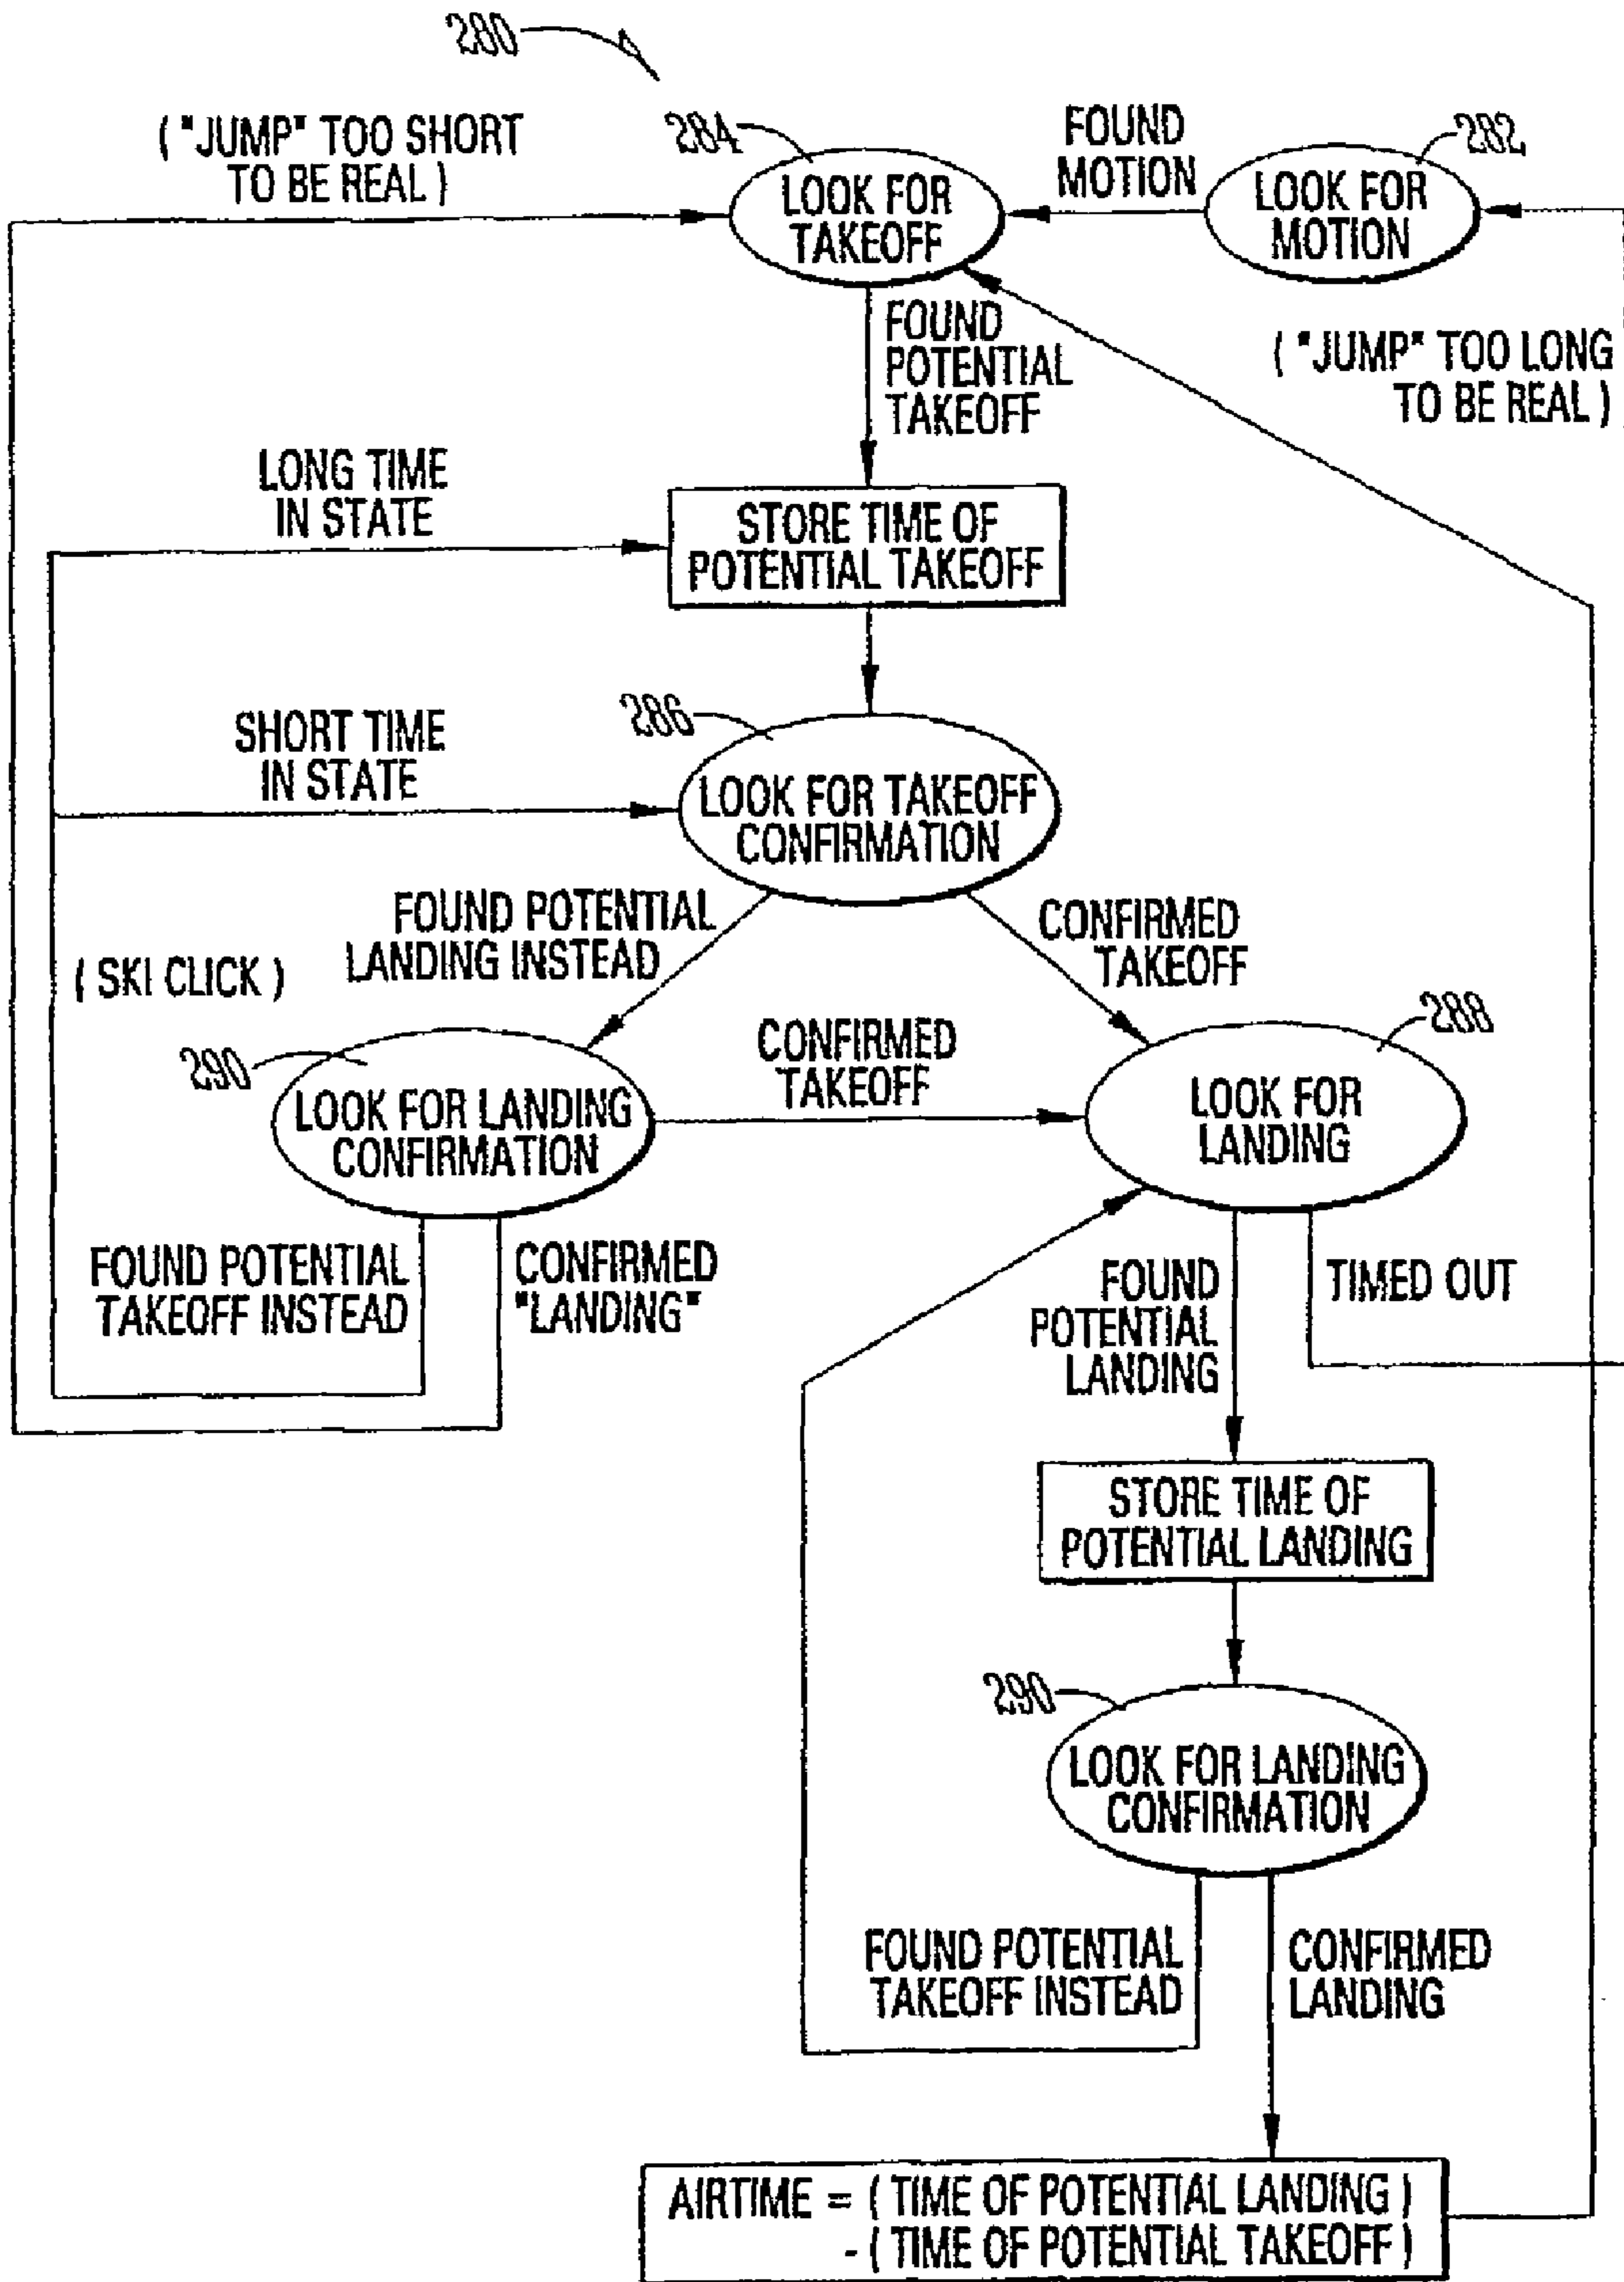 280
( "JUMP" TOO SHORT
TO BE REAL )
284
LOOK FOR
TAKEOFF
FOUND
MOTION
282
LOOK FOR
MOTION
FOUND
POTENTIAL
TAKEOFF
( "JUMP" TOO LONG
TO BE REAL )
LONG TIME
IN STATE
STORE TIME OF
POTENTIAL TAKEOFF
SHORT TIME
IN STATE
286
LOOK FOR TAKEOFF
CONFIRMATION
FOUND POTENTIAL
LANDING INSTEAD
CONFIRMED
TAKEOFF
( SKI CLICK )
290
LOOK FOR LANDING
CONFIRMATION
CONFIRMED
TAKEOFF
288
LOOK FOR
LANDING
FOUND POTENTIAL
TAKEOFF INSTEAD
CONFIRMED
"LANDING"
FOUND
POTENTIAL
LANDING
TIMED OUT
STORE TIME OF
POTENTIAL LANDING
290
LOOK FOR LANDING
CONFIRMATION
FOUND POTENTIAL
TAKEOFF INSTEAD
CONFIRMED
LANDING
AIRTIME = ( TIME OF POTENTIAL LANDING )
- ( TIME OF POTENTIAL TAKEOFF )